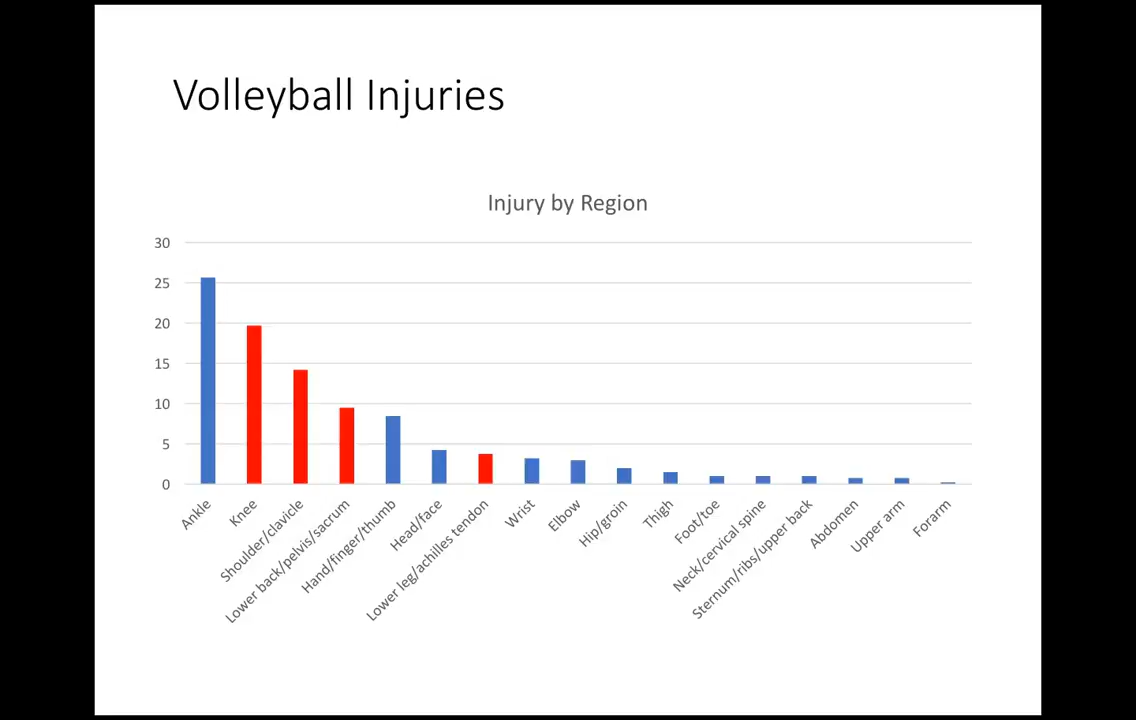 Volleyball Injuries
Injury by Region
30
25
20
15
10
5
0
Ankle
Knee
Shoulder/clavicle
Lower back/pelvis/sacrum
Hand/finger/thumb
Head/face
Lower leg/achilles tendon
Wrist
Elbow
Hip/groin
Thigh
Foot/toe
Neck/cervical spine
Sternum/ribs/upper back
Abdomen
Upper arm
Forarm